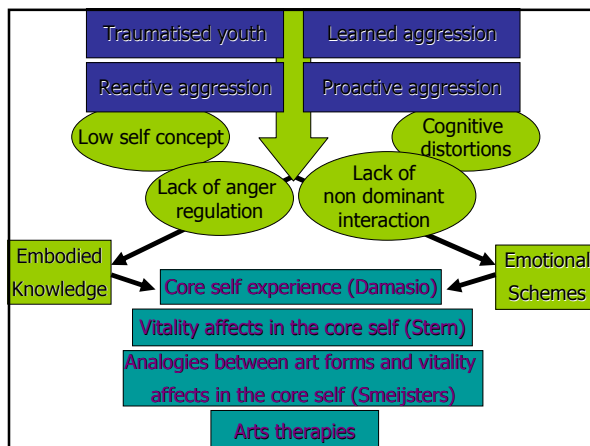 Traumatised youth
Learned aggression
Reactive aggression
Proactive aggression
Low self concept
Cognitive
distortions
Lack of anger
regulation
Lack of
non dominant
interaction
Embodied
Knowledge
Emotional
Schemes
Core self experience (Damasio)
Vitality affects in the core self (Stern)
Analogies between art forms and vitality
affects in the core self (Smeijsters)
Arts therapies